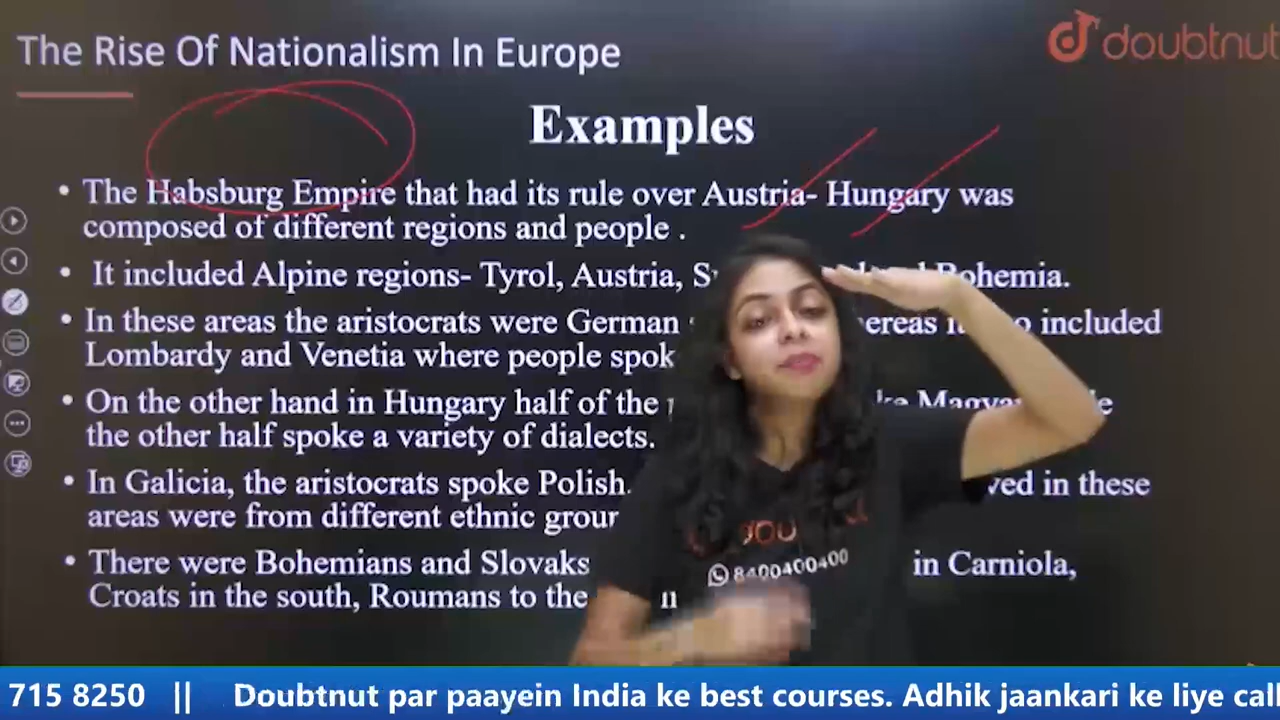 The Rise Of Nationalism In Europe
doubtnut
Examples
• The Habsburg Empire that had its rule over Austria- Hungary was
composed of different regions and people .
• It included Alpine regions- Tyrol, Austria, Bohemia.
• In these areas the aristocrats were German included
Lombardy and Venetia where people
• On the other hand in Hungary half of the
the other half spoke a variety of dialects.
• In Galicia, the aristocrats spoke Polish. in these
areas were from different ethnic
• There were Bohemians and Slovaks in Carniola,
Croats in the south, Roumans to the
8400400400
715 8250 || Doubtnut par paayein India ke best courses. Adhik jaankari ke liye call